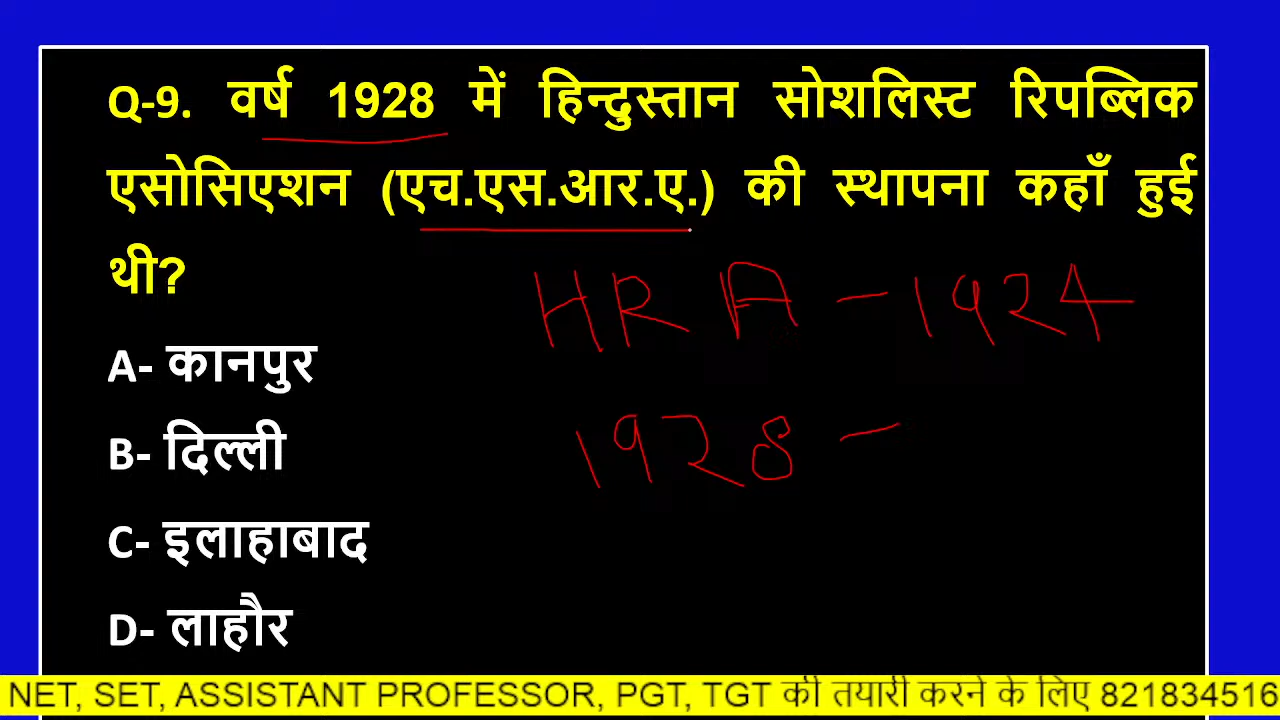 Q-9. वर्ष 1928 में हिन्दुस्तान सोशलिस्ट रिपब्लिक
एसोसिएशन (एच.एस.आर.ए.) की स्थापना कहाँ हुई
थी?
HRA - 1924
A- कानपुर
1928 -
B- दिल्ली
C- इलाहाबाद
D- लाहौर
NET, SET, ASSISTANT PROFESSOR, PGT, TGT की तयारी करने के लिए 821834516